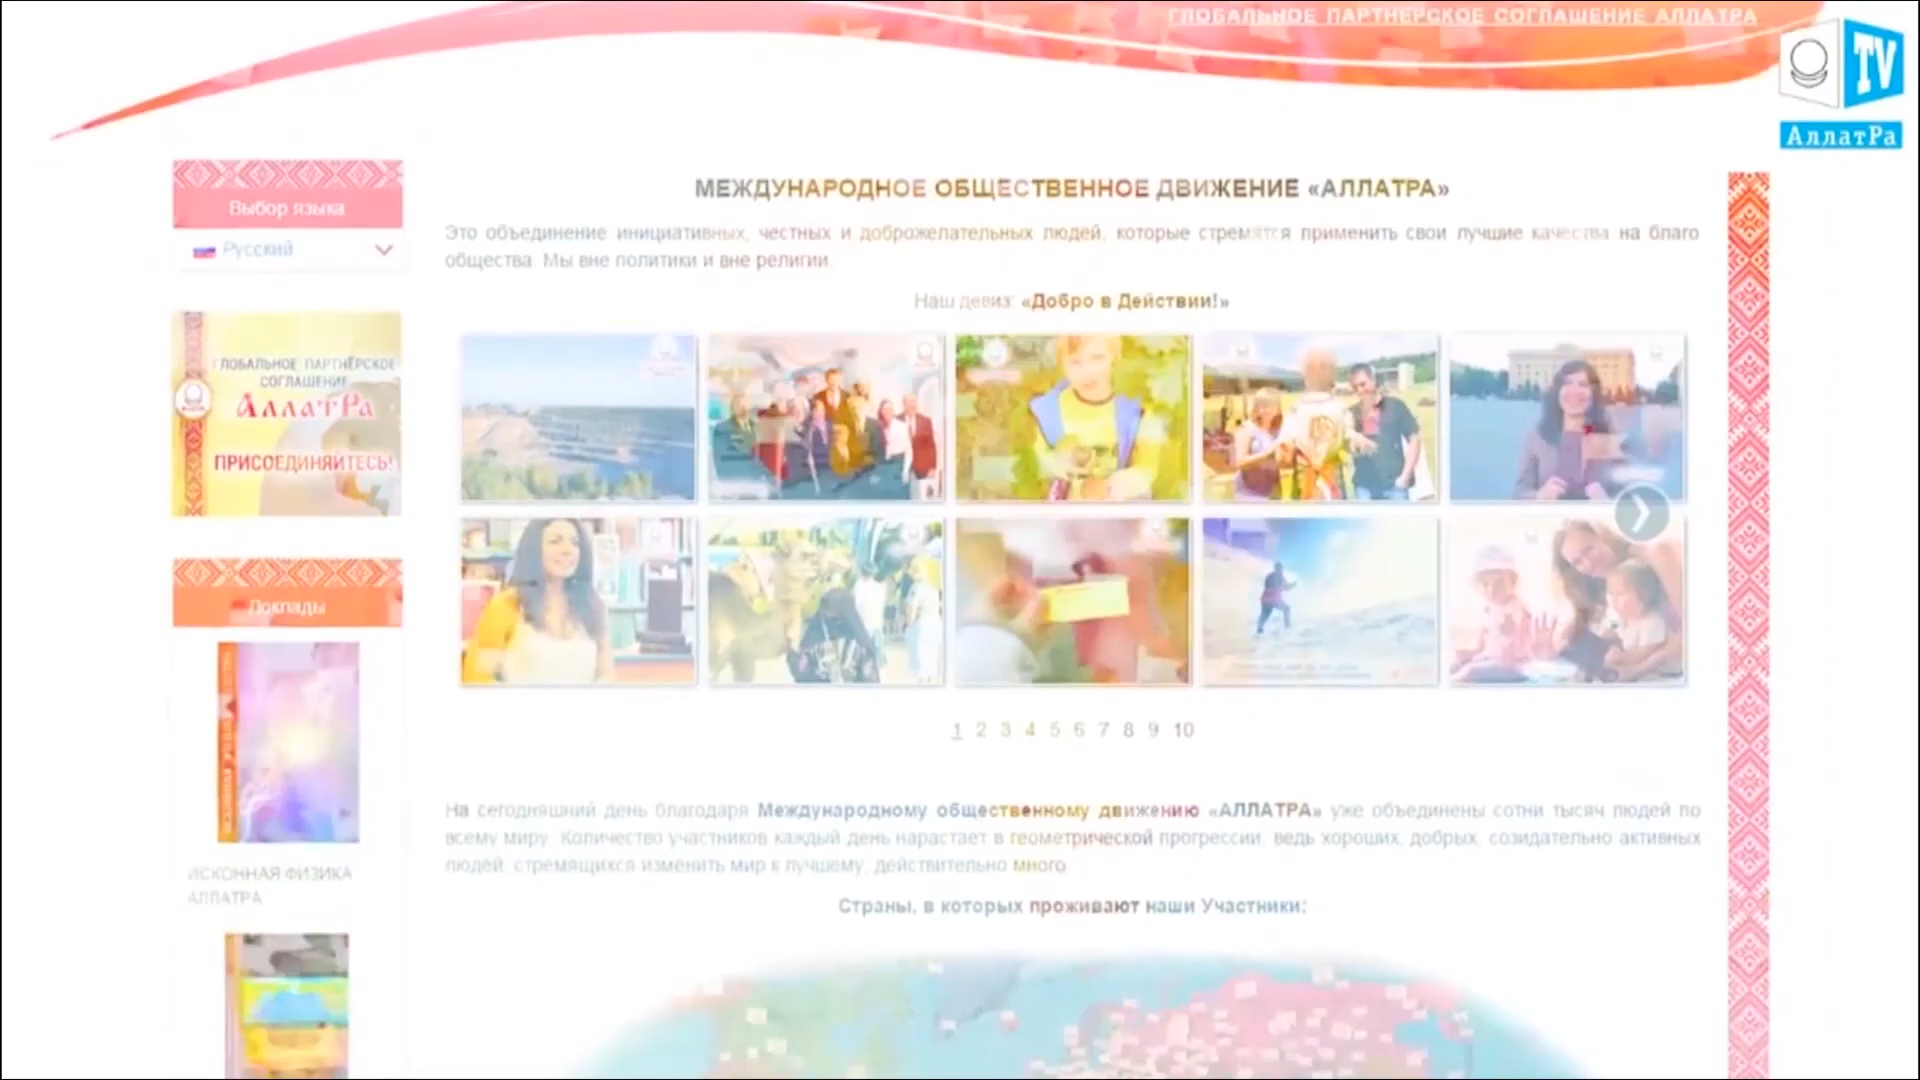 ГЛОБАЛЬНОЕ ПАРТНЕРСКОЕ СОГЛАШЕНИЕ АЛЛАТРА
TV
АллатРа
Выбор языка
Русский
ГЛОБАЛЬНОЕ ПАРТНЁРСКОЕ
СОГЛАШЕНИЕ
АллатРа
ПРИСОЕДИНЯЙТЕСЬ!
Доклады
ИСКОННАЯ ФИЗИКА
АЛЛАТРА
МЕЖДУНАРОДНОЕ ОБЩЕСТВЕННОЕ ДВИЖЕНИЕ «АЛЛАТРА»
Это объединение инициативных, честных и доброжелательных людей, которые стремятся применить свои лучшие качества на благо
общества. Мы вне политики и вне религии.
Наш девиз: «Добро в Действии!»
1 2 3 4 5 6 7 8 9 10
На сегодняшний день благодаря Международному общественному движению «АЛЛАТРА» уже объединены сотни тысяч людей по
всему миру. Количество участников каждый день нарастает в геометрической прогрессии, ведь хороших, добрых, созидательно активных
людей, стремящихся изменить мир к лучшему, действительно много.
Страны, в которых проживают наши Участники: